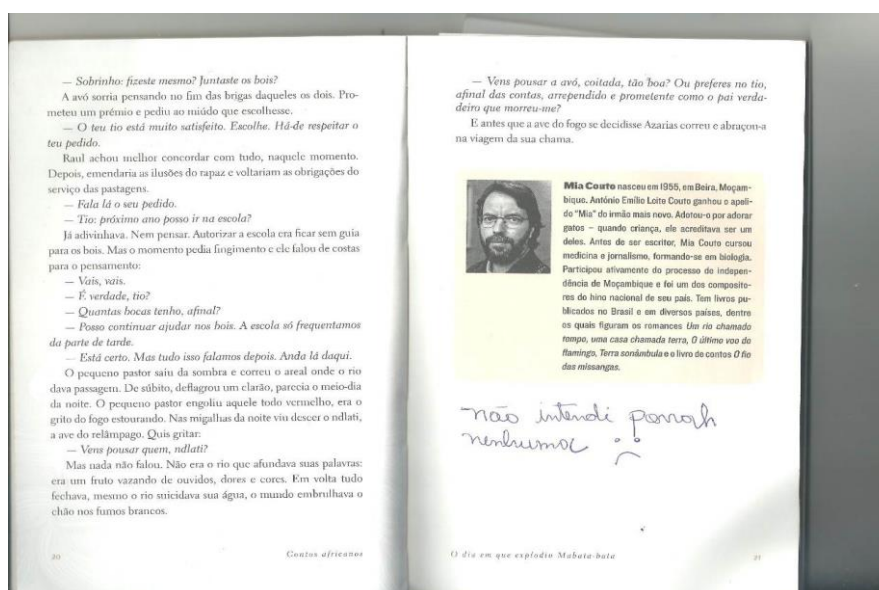 — Sobrinho: fizeste mesmo? Juntaste os bois?
A avó sorria pensando no fim das brigas daqueles os dois. Pro-
meteu um prémio e pediu ao miúdo que escolhesse.
— O teu tio está muito satisfeito. Escolhe. Há-de respeitar o
teu pedido.
Raul achou melhor concordar com tudo, naquele momento.
Depois, emendaria as ilusões do rapaz e voltariam as obrigações do
serviço das pastagens.
— Fala lá o seu pedido.
— Tio: próximo ano posso ir na escola?
Já adivinhava. Nem pensar. Autorizar a escola era ficar sem guia
para os bois. Mas o momento pedia fingimento e ele falou de costas
para o pensamento:
— Vais, vais.
— É verdade, tio?
— Quantas bocas tenho, afinal?
— Posso continuar ajudar nos bois. A escola só frequentamos
da parte de tarde.
— Está certo. Mas tudo isso falamos depois. Anda lá daqui.
O pequeno pastor saiu da sombra e correu o areal onde o rio
dava passagem. De súbito, deflagrou um clarão, parecia o meio-dia
da noite. O pequeno pastor engoliu aquele todo vermelho, era o
grito do fogo estourando. Nas migalhas da noite viu descer o ndlati,
a ave do relâmpago. Quis gritar:
— Vens pousar quem, ndlati?
Mas nada não falou. Não era o rio que afundava suas palavras:
era um fruto vazando de ouvidos, dores e cores. Em volta tudo
fechava, mesmo o rio suicidava sua água, o mundo embrulhava o
chão nos fumos brancos.
20
Contos africanos
— Vens pousar a avó, coitada, tão boa? Ou preferes no tio,
afinal das contas, arrependido e prometente como o pai verda-
deiro que morreu-me?
E antes que a ave do fogo se decidisse Azarias correu e abraçou-a
na viagem da sua chama.
Mia Couto nasceu em 1955, em Beira, Moçam-
bique. António Emílio Leite Couto ganhou o apeli-
do "Mia" do irmão mais novo. Adotou-o por adorar
gatos – quando criança, ele acreditava ser um
deles. Antes de ser escritor, Mia Couto cursou
medicina e jornalismo, formando-se em biologia.
Participou ativamente do processo de indepen-
dência de Moçambique e foi um dos composito-
res do hino nacional de seu país. Tem livros pu-
blicados no Brasil e em diversos países, dentre
os quais figuram os romances Um rio chamado
tempo, uma casa chamada terra, O último voo do
flamingo, Terra sonâmbula e o livro de contos O fio
das missangas.
não intendi porrah
nenhuma
O dia em que explodiu Mabata-bata
21